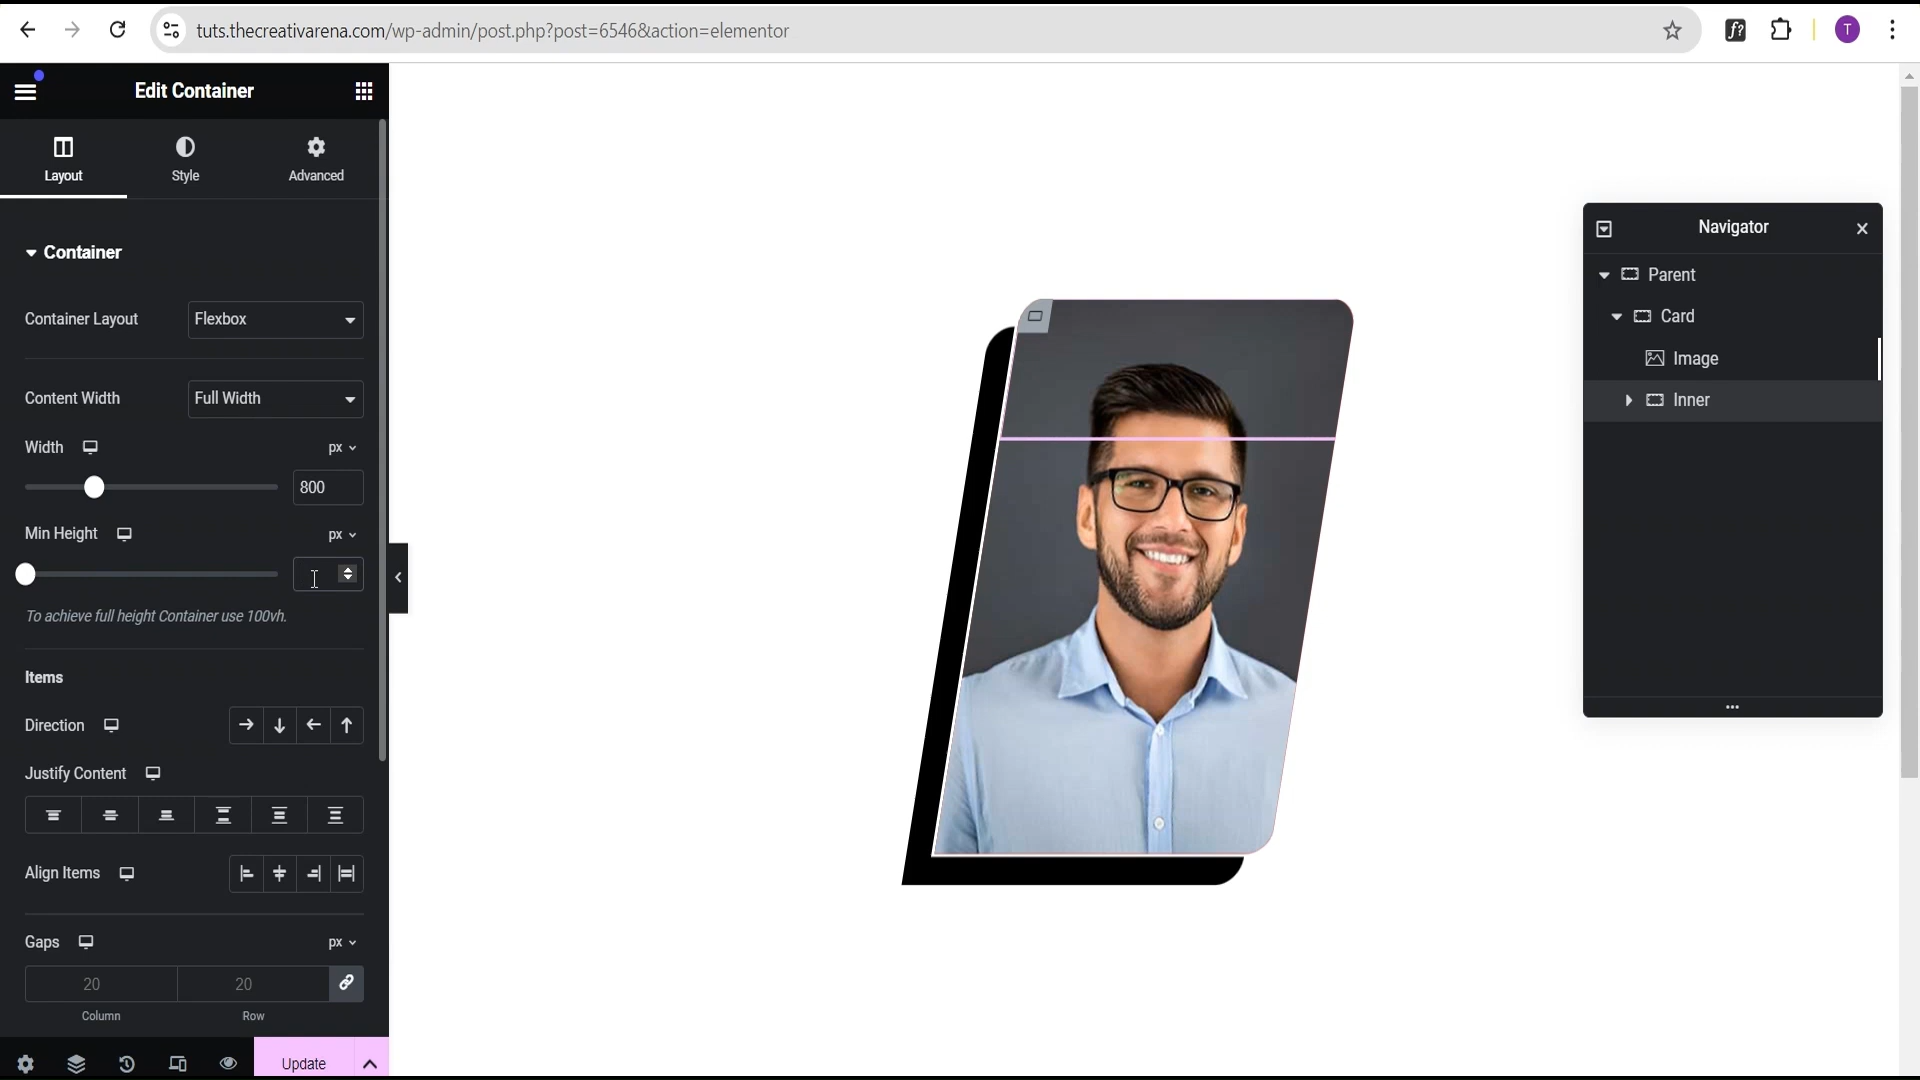 tuts.thecreativarena.com/wp-admin/post.php?post=6546&action=elementor
f?
T
Edit Container
Layout
Style
Advanced
Container
Container Layout
Flexbox
Content Width
Full Width
Width
px
800
Min Height
px
To achieve full height Container use 100vh.
Items
Direction
Justify Content
Align Items
Gaps
px
20
20
Column
Row
Update
Navigator
Parent
Card
Image
Inner